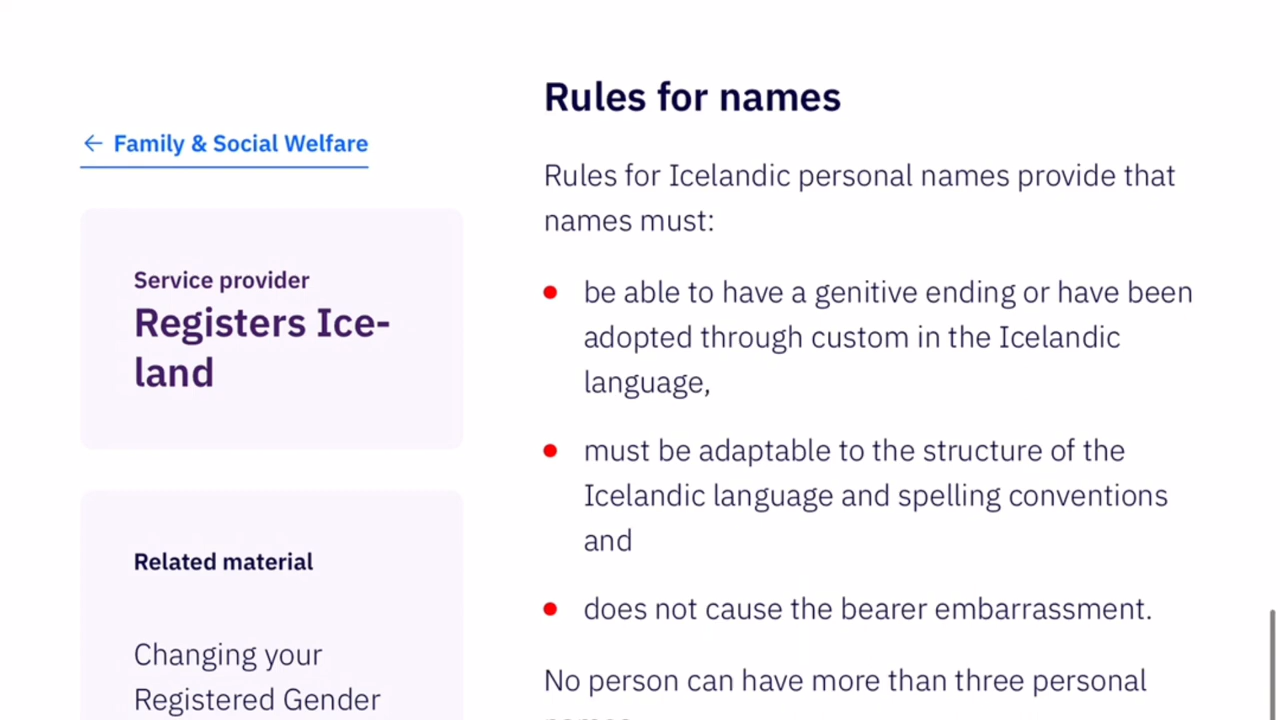 ← Family & Social Welfare
Service provider
Registers Ice-
land
Related material
Changing your
Registered Gender
Rules for names
Rules for Icelandic personal names provide that
names must:
be able to have a genitive ending or have been
adopted through custom in the Icelandic
language,
must be adaptable to the structure of the
Icelandic language and spelling conventions
and
does not cause the bearer embarrassment.
No person can have more than three personal